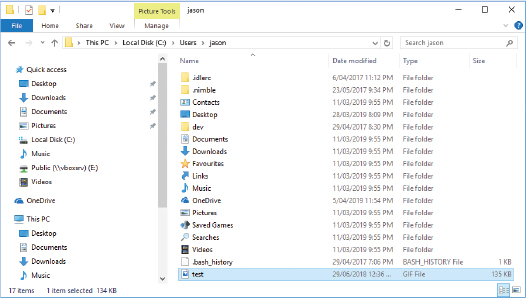 Picture Tools jason
File Home Share View Manage
This PC Local Disk (C:) Users jason Search jason
Name Date modified Type Size
Quick access
Desktop
Downloads
Documents
Pictures
Local Disk (C:)
Music
Public (\\vboxsrv) (E:)
Videos
OneDrive
This PC
Desktop
Documents
Downloads
Music
.idlerc 6/04/2017 11:12 PM File folder
.nimble 23/05/2017 9:34 PM File folder
Contacts 11/03/2019 9:55 PM File folder
Desktop 28/03/2019 8:09 PM File folder
dev 29/04/2017 8:30 PM File folder
Documents 11/03/2019 9:55 PM File folder
Downloads 11/03/2019 9:55 PM File folder
Favourites 11/03/2019 9:55 PM File folder
Links 11/03/2019 9:55 PM File folder
Music 11/03/2019 9:55 PM File folder
OneDrive 5/04/2019 11:54 PM File folder
Pictures 11/03/2019 9:55 PM File folder
Saved Games 11/03/2019 9:55 PM File folder
Searches 11/03/2019 9:55 PM File folder
Videos 11/03/2019 9:55 PM File folder
.bash_history 29/04/2017 7:06 PM BASH_HISTORY File 1 KB
test 29/06/2018 12:36 ... GIF File 135 KB
17 items 1 item selected 134 KB